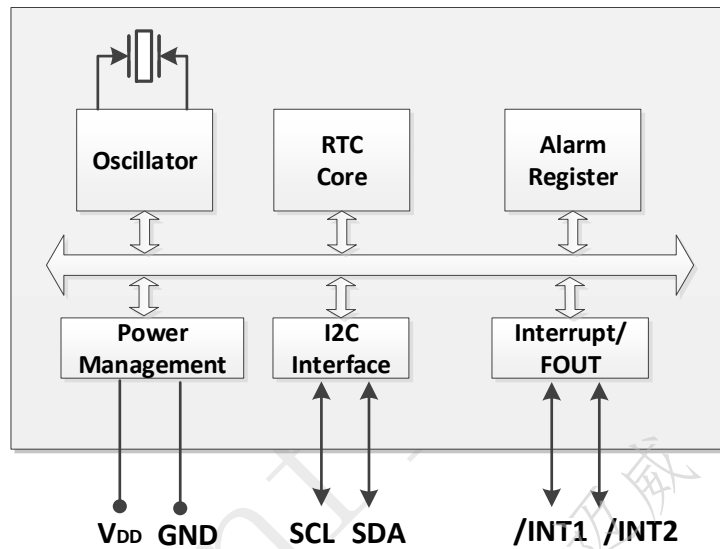 Oscillator
RTC
Core
Alarm
Register
Power
Management
I2C
Interface
Interrupt/
FOUT
VDD GND SCL SDA /INT1 /INT2